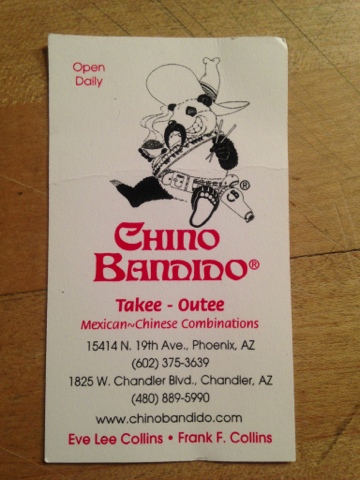 Open
Daily
®
CHINO
BANDIDO®
Takee - Outee
Mexican~Chinese Combinations
15414 N. 19th Ave., Phoenix, AZ
(602) 375-3639
1825 W. Chandler Blvd., Chandler, AZ
(480) 889-5990
www.chinobandido.com
Eve Lee Collins • Frank F. Collins